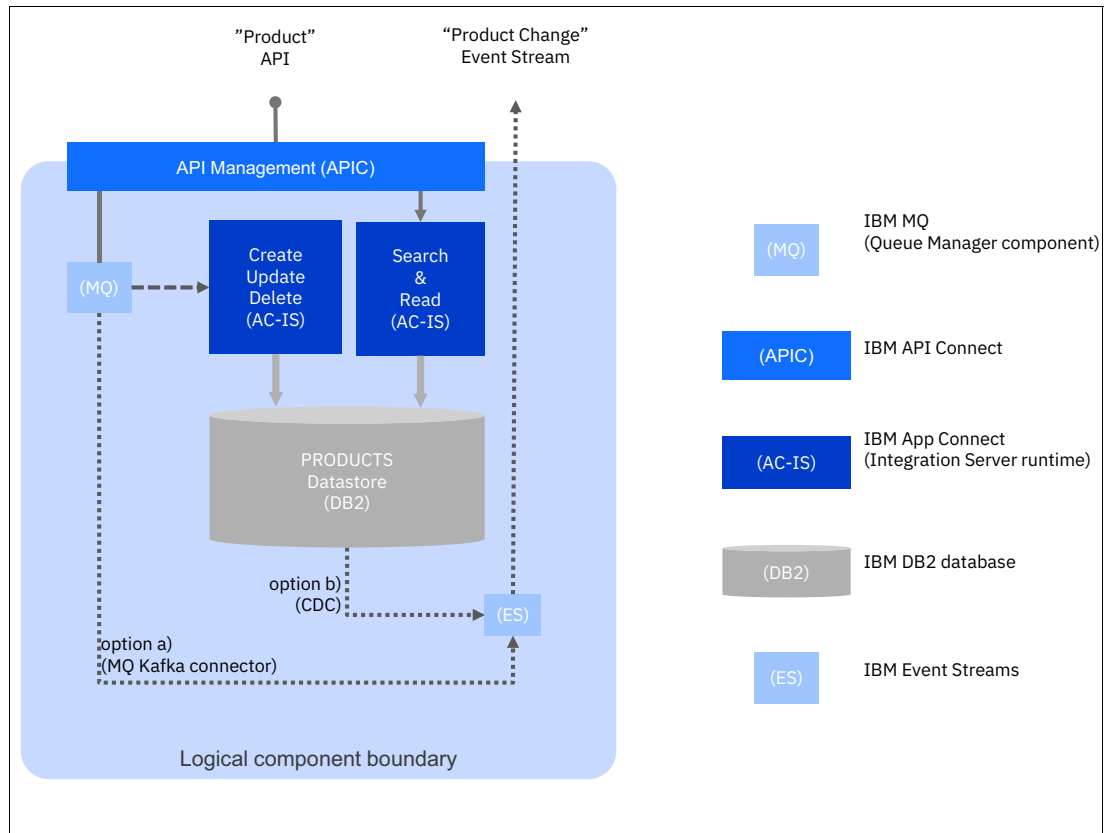 ”Product”
API
“Product Change”
Event Stream
API Management (APIC)
(MQ)
Create
Update
Delete
(AC-IS)
Search
&
Read
(AC-IS)
PRODUCTS
Datastore
(DB2)
option b)
(CDC)
(ES)
option a)
(MQ Kafka connector)
Logical component boundary
(MQ)
IBM MQ
(Queue Manager component)
(APIC)
IBM API Connect
(AC-IS)
IBM App Connect
(Integration Server runtime)
(DB2)
IBM DB2 database
(ES)
IBM Event Streams